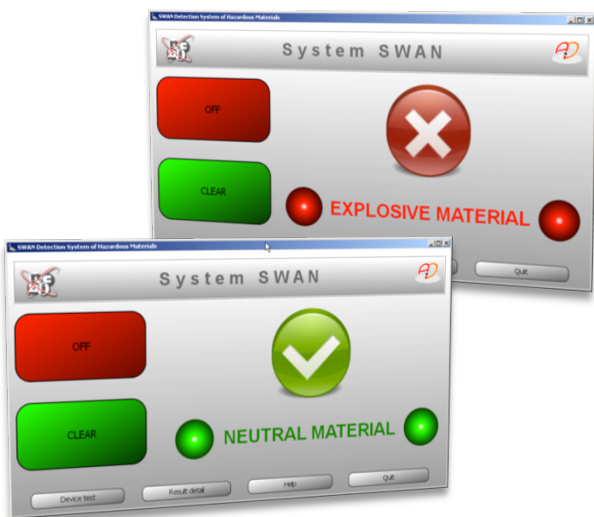 SWAN Detection System of Hazardous Materials
System SWAN
OFF
CLEAR
EXPLOSIVE MATERIAL
Quit
SWAN Detection System of Hazardous Materials
System SWAN
OFF
CLEAR
NEUTRAL MATERIAL
Device test
Result detail
Help
Quit